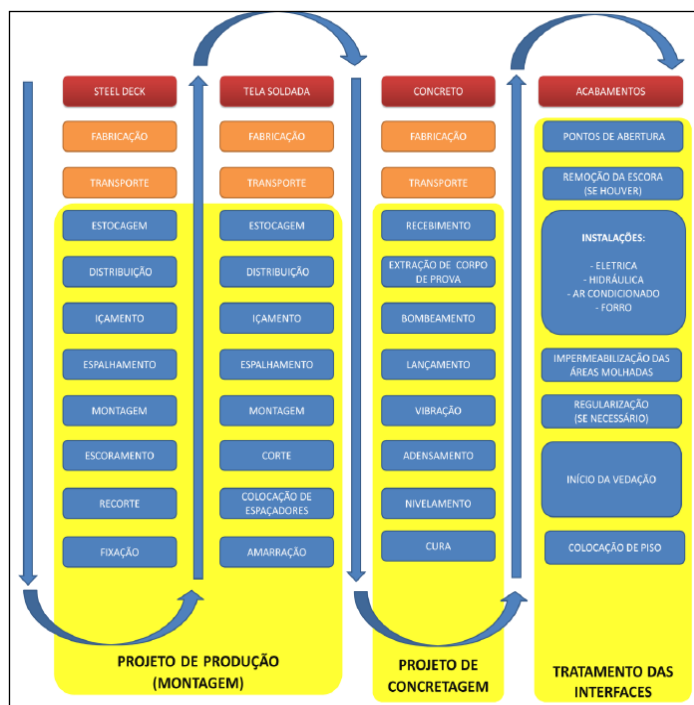 STEEL DECK
FABRICAÇÃO
TRANSPORTE
ESTOCAGEM
DISTRIBUIÇÃO
IÇAMENTO
ESPALHAMENTO
MONTAGEM
ESCORAMENTO
RECORTE
FIXAÇÃO
TELA SOLDADA
FABRICAÇÃO
TRANSPORTE
ESTOCAGEM
DISTRIBUIÇÃO
IÇAMENTO
ESPALHAMENTO
MONTAGEM
CORTE
COLOCAÇÃO DE
ESPAÇADORES
AMARRAÇÃO
PROJETO DE PRODUÇÃO
(MONTAGEM)
CONCRETO
FABRICAÇÃO
TRANSPORTE
RECEBIMENTO
EXTRAÇÃO DE CORPO
DE PROVA
BOMBEAMENTO
LANÇAMENTO
VIBRAÇÃO
ADENSAMENTO
NIVELAMENTO
CURA
PROJETO DE
CONCRETAGEM
ACABAMENTOS
PONTOS DE ABERTURA
REMOÇÃO DA ESCORA
(SE HOUVER)
INSTALAÇÕES:
- ELETRICA
- HIDRÁULICA
- AR CONDICIONADO
- FORRO
IMPERMEABILIZAÇÃO DAS
ÁREAS MOLHADAS
REGULARIZAÇÃO
(SE NECESSÁRIO)
INÍCIO DA VEDAÇÃO
COLOCAÇÃO DE PISO
TRATAMENTO DAS
INTERFACES